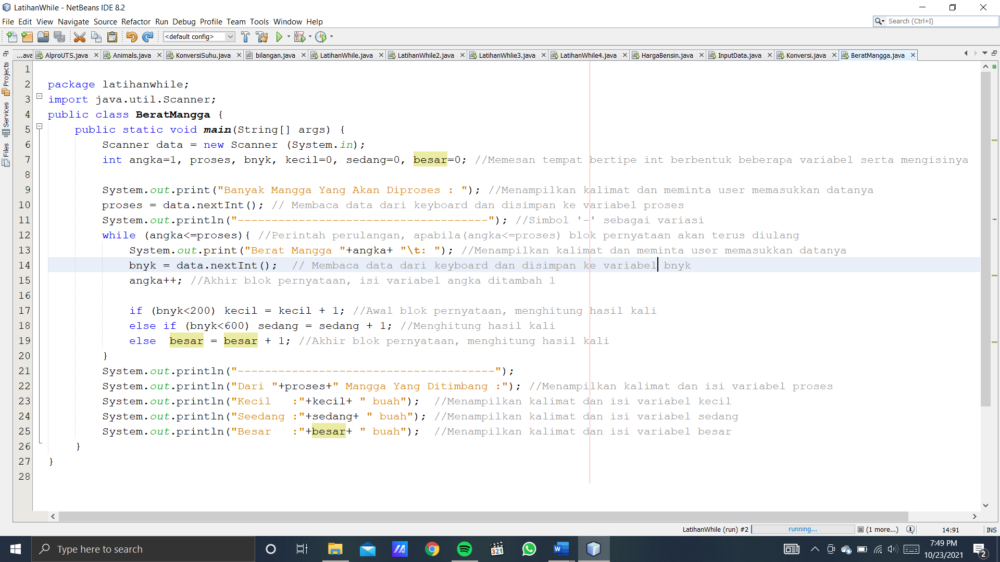 LatihanWhile - NetBeans IDE 8.2
File Edit View Navigate Source Refactor Run Debug Profile Team Tools Window Help
Search (Ctrl+I)
<default config>
...ava AlproUTS.java Animals.java KonversiSuhu.java bilangan.java LatihanWhile.java LatihanWhile2.java LatihanWhlie3.java LatihanWhile4.java HargaBensin.java InputData.java Konversi.java BeratMangga.java
Projects
Services
Files
1
2 package latihanwhile;
3 import java.util.Scanner;
4 public class BeratMangga {
5 public static void main(String[] args) {
6 Scanner data = new Scanner (System.in);
7 int angka=1, proses, bnyk, kecil=0, sedang=0, besar=0; //Memesan tempat bertipe int berbentuk beberapa variabel serta mengisinya
8
9 System.out.print("Banyak Mangga Yang Akan Diproses : "); //Menampilkan kalimat dan meminta user memasukkan datanya
10 proses = data.nextInt(); // Membaca data dari keyboard dan disimpan ke variabel proses
11 System.out.println("-------------------------------------"); //Simbol '-' sebagai variasi
12 while (angka<=proses){ //Perintah perulangan, apabila(angka<=proses) blok pernyataan akan terus diulang
13 System.out.print("Berat Mangga "+angka+ "\t: "); //Menampilkan kalimat dan meminta user memasukkan datanya
14 bnyk = data.nextInt(); // Membaca data dari keyboard dan disimpan ke variabel bnyk
15 angka++; //Akhir blok pernyataan, isi variabel angka ditambah 1
16
17 if (bnyk<200) kecil = kecil + 1; //Awal blok pernyataan, menghitung hasil kali
18 else if (bnyk<600) sedang = sedang + 1; //Menghitung hasil kali
19 else besar = besar + 1; //Akhir blok pernyataan, menghitung hasil kali
20 }
21 System.out.println("--------------------------------------");
22 System.out.println("Dari "+proses+" Mangga Yang Ditimbang :"); //Menampilkan kalimat dan isi variabel proses
23 System.out.println("Kecil   :"+kecil+ " buah"); //Menampilkan kalimat dan isi variabel kecil
24 System.out.println("Seedang :"+sedang+ " buah"); //Menampilkan kalimat dan isi variabel sedang
25 System.out.println("Besar   :"+besar+ " buah"); //Menampilkan kalimat dan isi variabel besar
26 }
27 }
28
LatihanWhile (run) #2 running... (1 more...) 1 14:91 INS
Type here to search
321
W
7:49 PM
10/23/2021
2